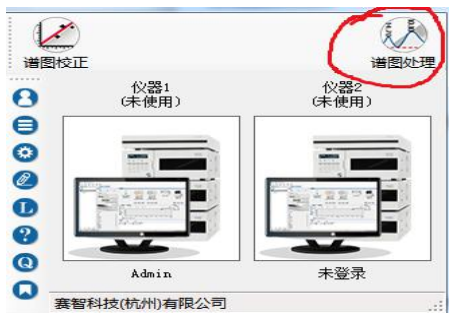 谱图校正
谱图处理
仪器1
(未使用)
仪器2
(未使用)
L
?
Q
Admin
未登录
赛智科技(杭州)有限公司